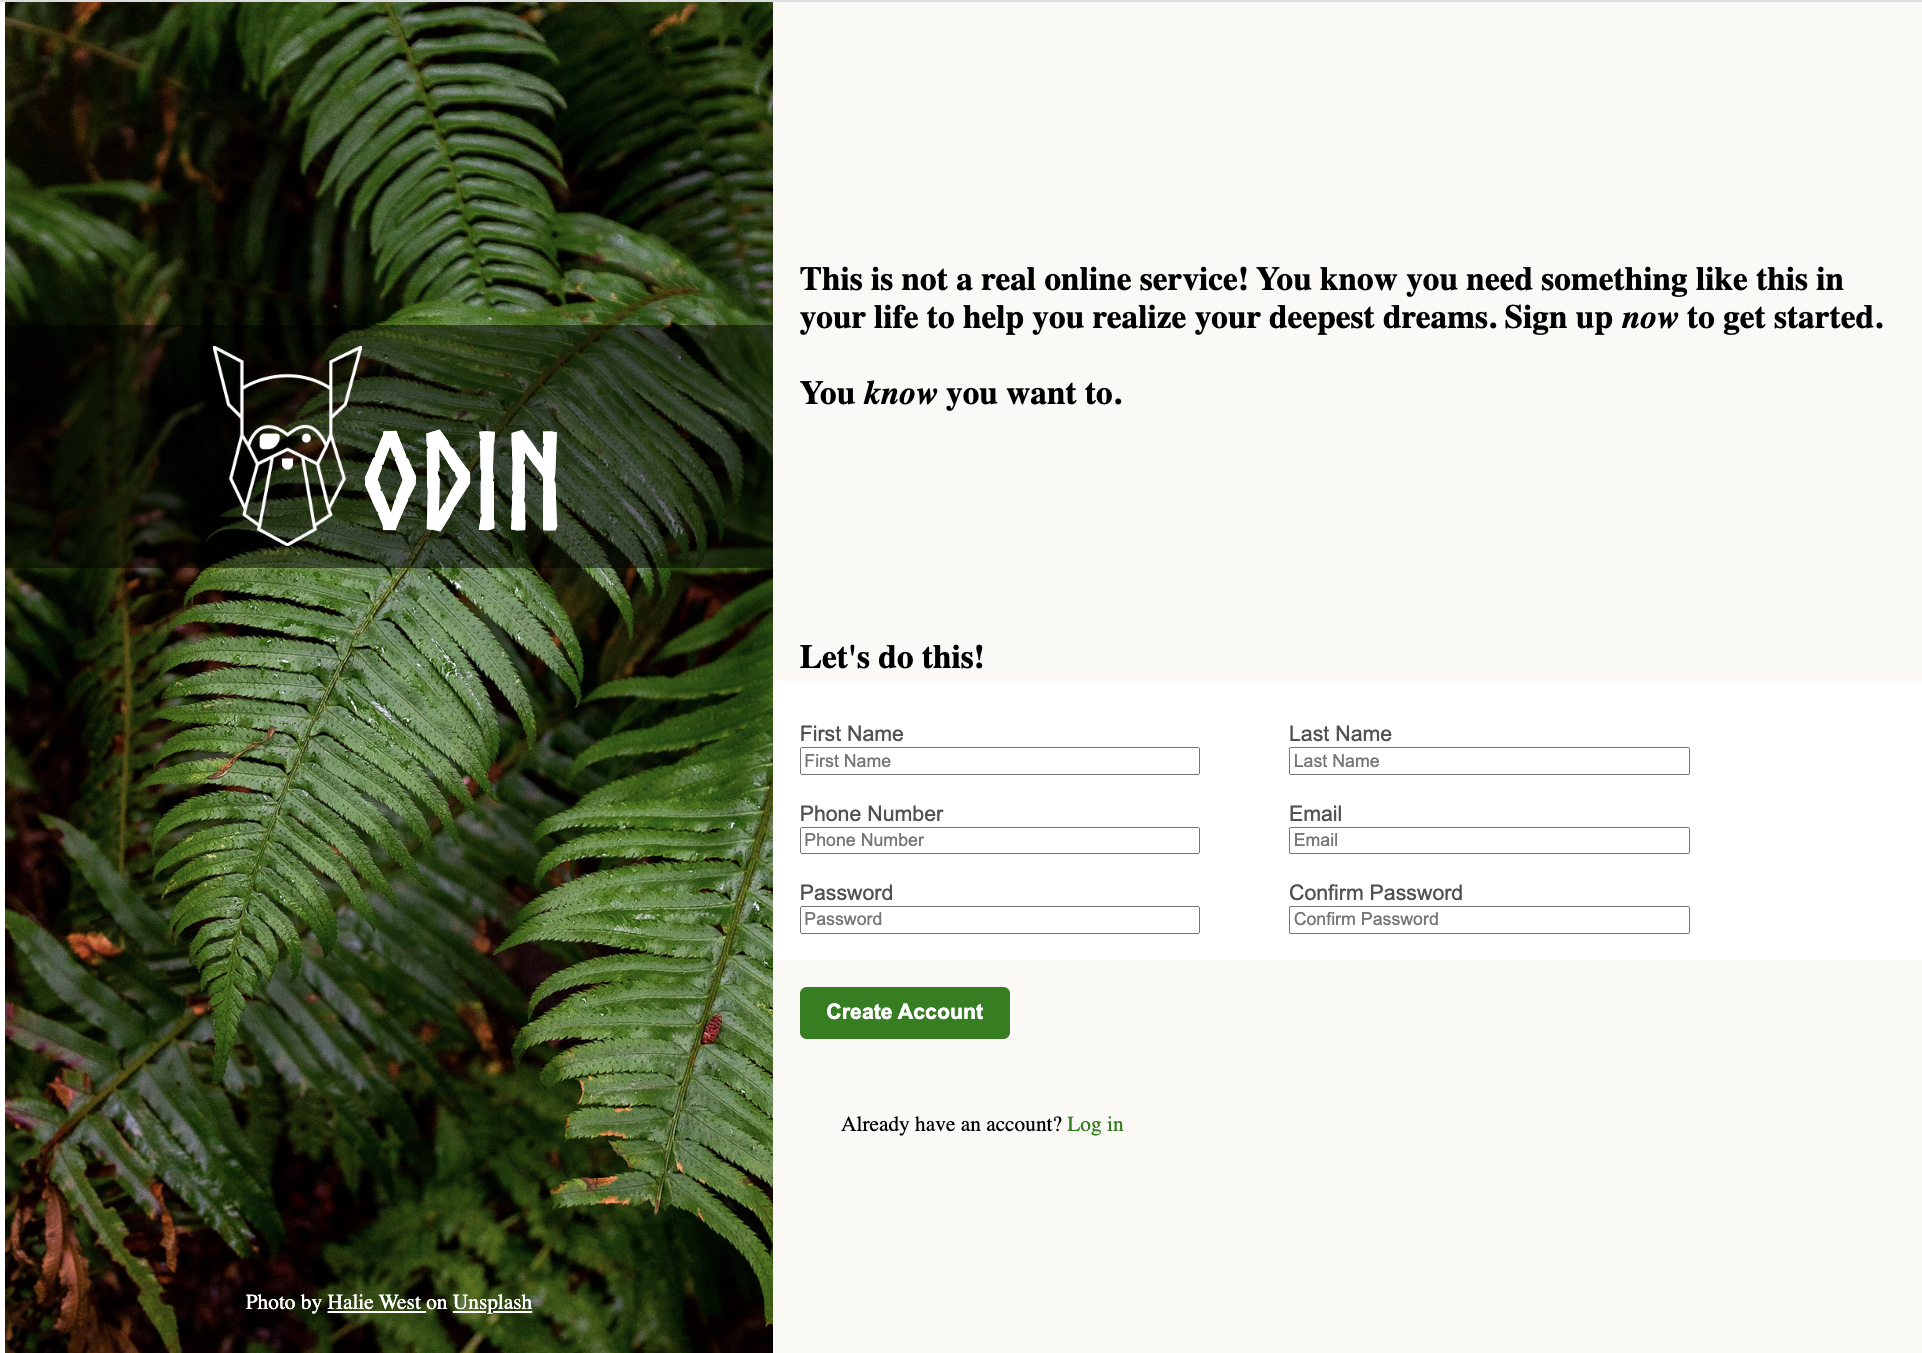 ODIN
Photo by Halie West on Unsplash
This is not a real online service! You know you need something like this in
your life to help you realize your deepest dreams. Sign up now to get started.
You know you want to.
Let's do this!
First Name Last Name
First Name Last Name
Phone Number Email
Phone Number Email
Password Confirm Password
Password Confirm Password
Create Account
Already have an account? Log in